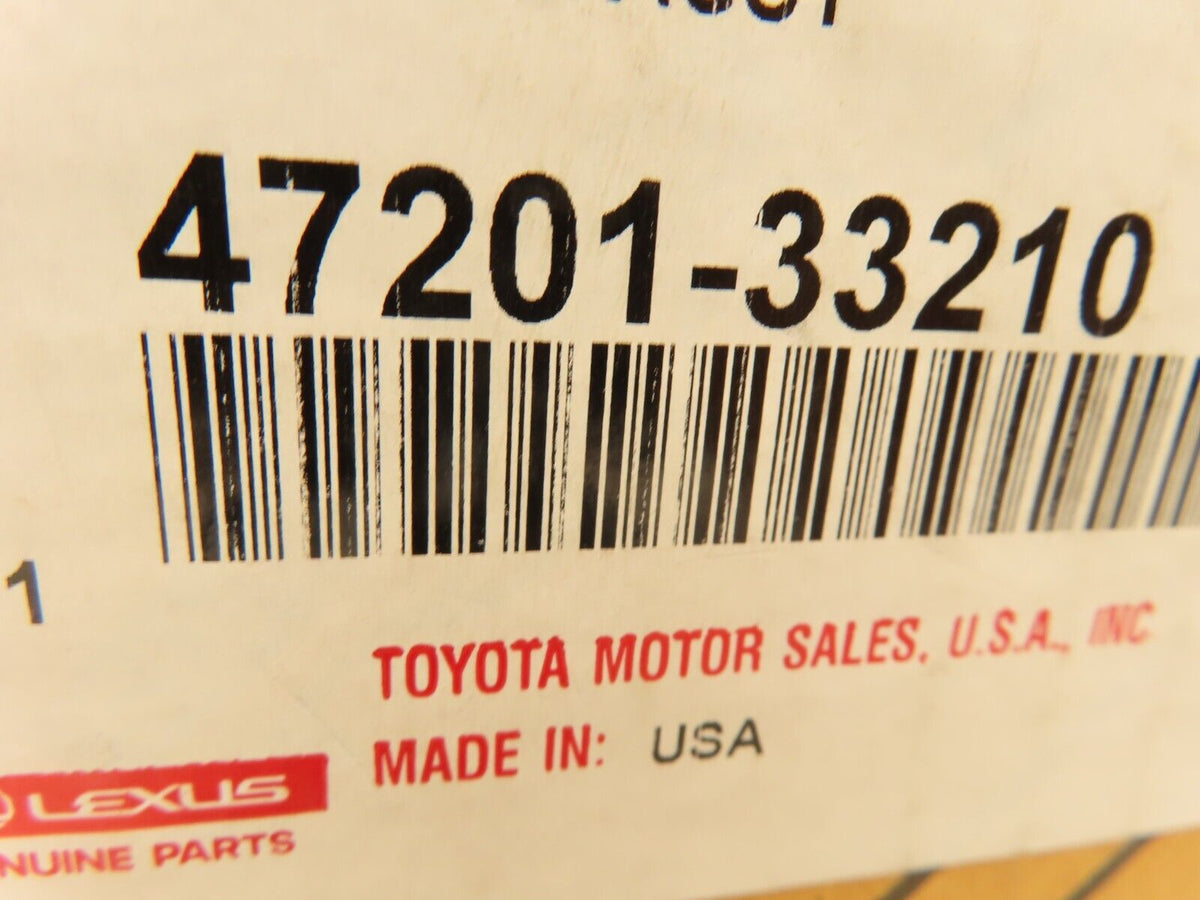 47201-33210
1
TOYOTA MOTOR SALES, U.S.A., INC
MADE IN: USA
LEXUS
NUINE PARTS